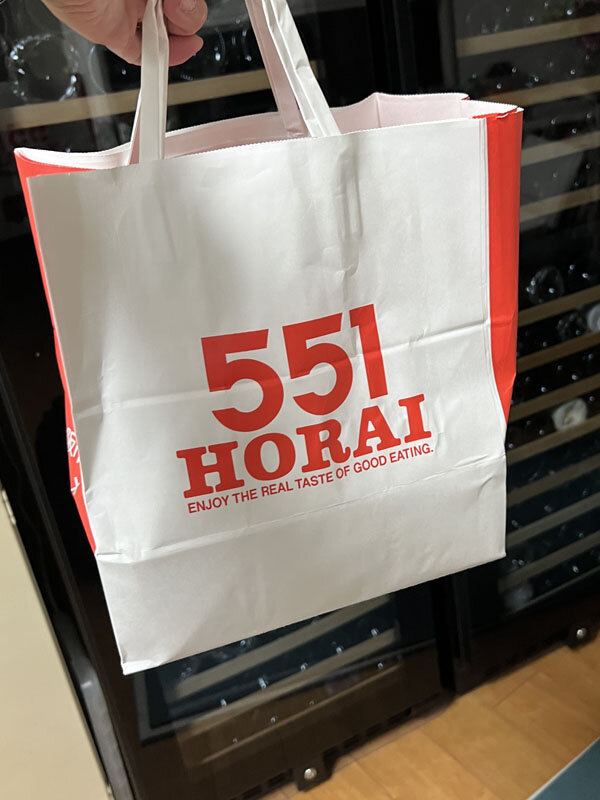 551
HORAI
ENJOY THE REAL TASTE OF GOOD EATING.